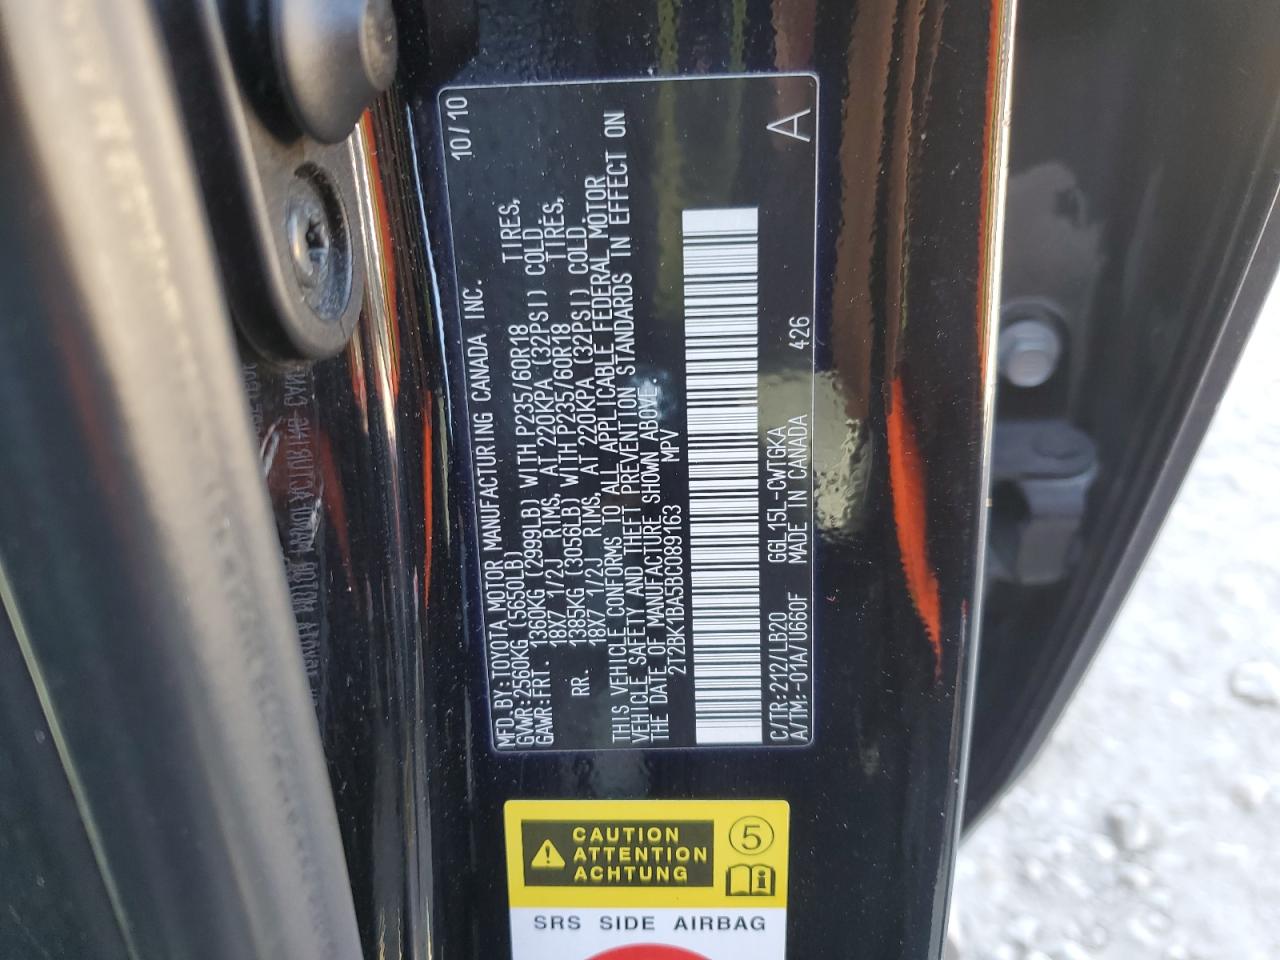 MFD.BY:TOYOTA MOTOR MANUFACTURING CANADA INC. 10/10
GVWR:2560KG (5650LB)
GAWR:FRT. 1360KG (2999LB) WITH P235/60R18 TIRES,
18X7 1/2J RIMS, AT 220KPA (32PSI) COLD.
RR. 1385KG (3056LB) WITH P235/60R18 TIRES,
18X7 1/2J RIMS, AT 220KPA (32PSI) COLD.
THIS VEHICLE CONFORMS TO ALL APPLICABLE FEDERAL MOTOR
VEHICLE SAFETY AND THEFT PREVENTION STANDARDS IN EFFECT ON
THE DATE OF MANUFACTURE SHOWN ABOVE.
2T2BK1BA5BC089163 MPV
C/TR:212/LB20 GGL15L-CWTGKA 426
A/TM:-01A/U660F MADE IN CANADA A
CAUTION
ATTENTION
ACHTUNG
5
SRS SIDE AIRBAG